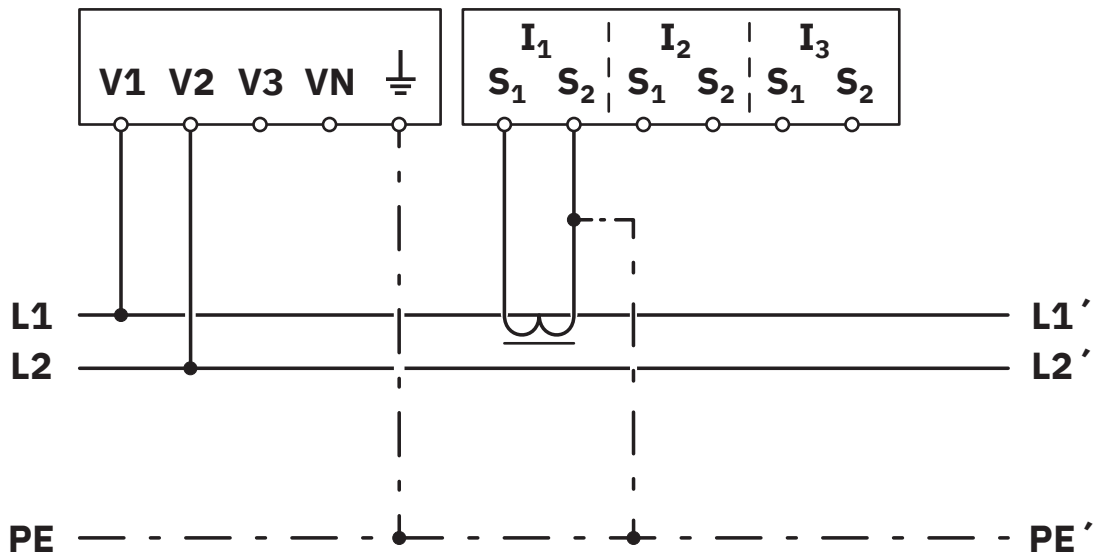 I₁ I₂ I₃
V1 V2 V3 VN S₁ S₂ S₁ S₂ S₁ S₂
L1 L1′
L2 L2′
PE PE′